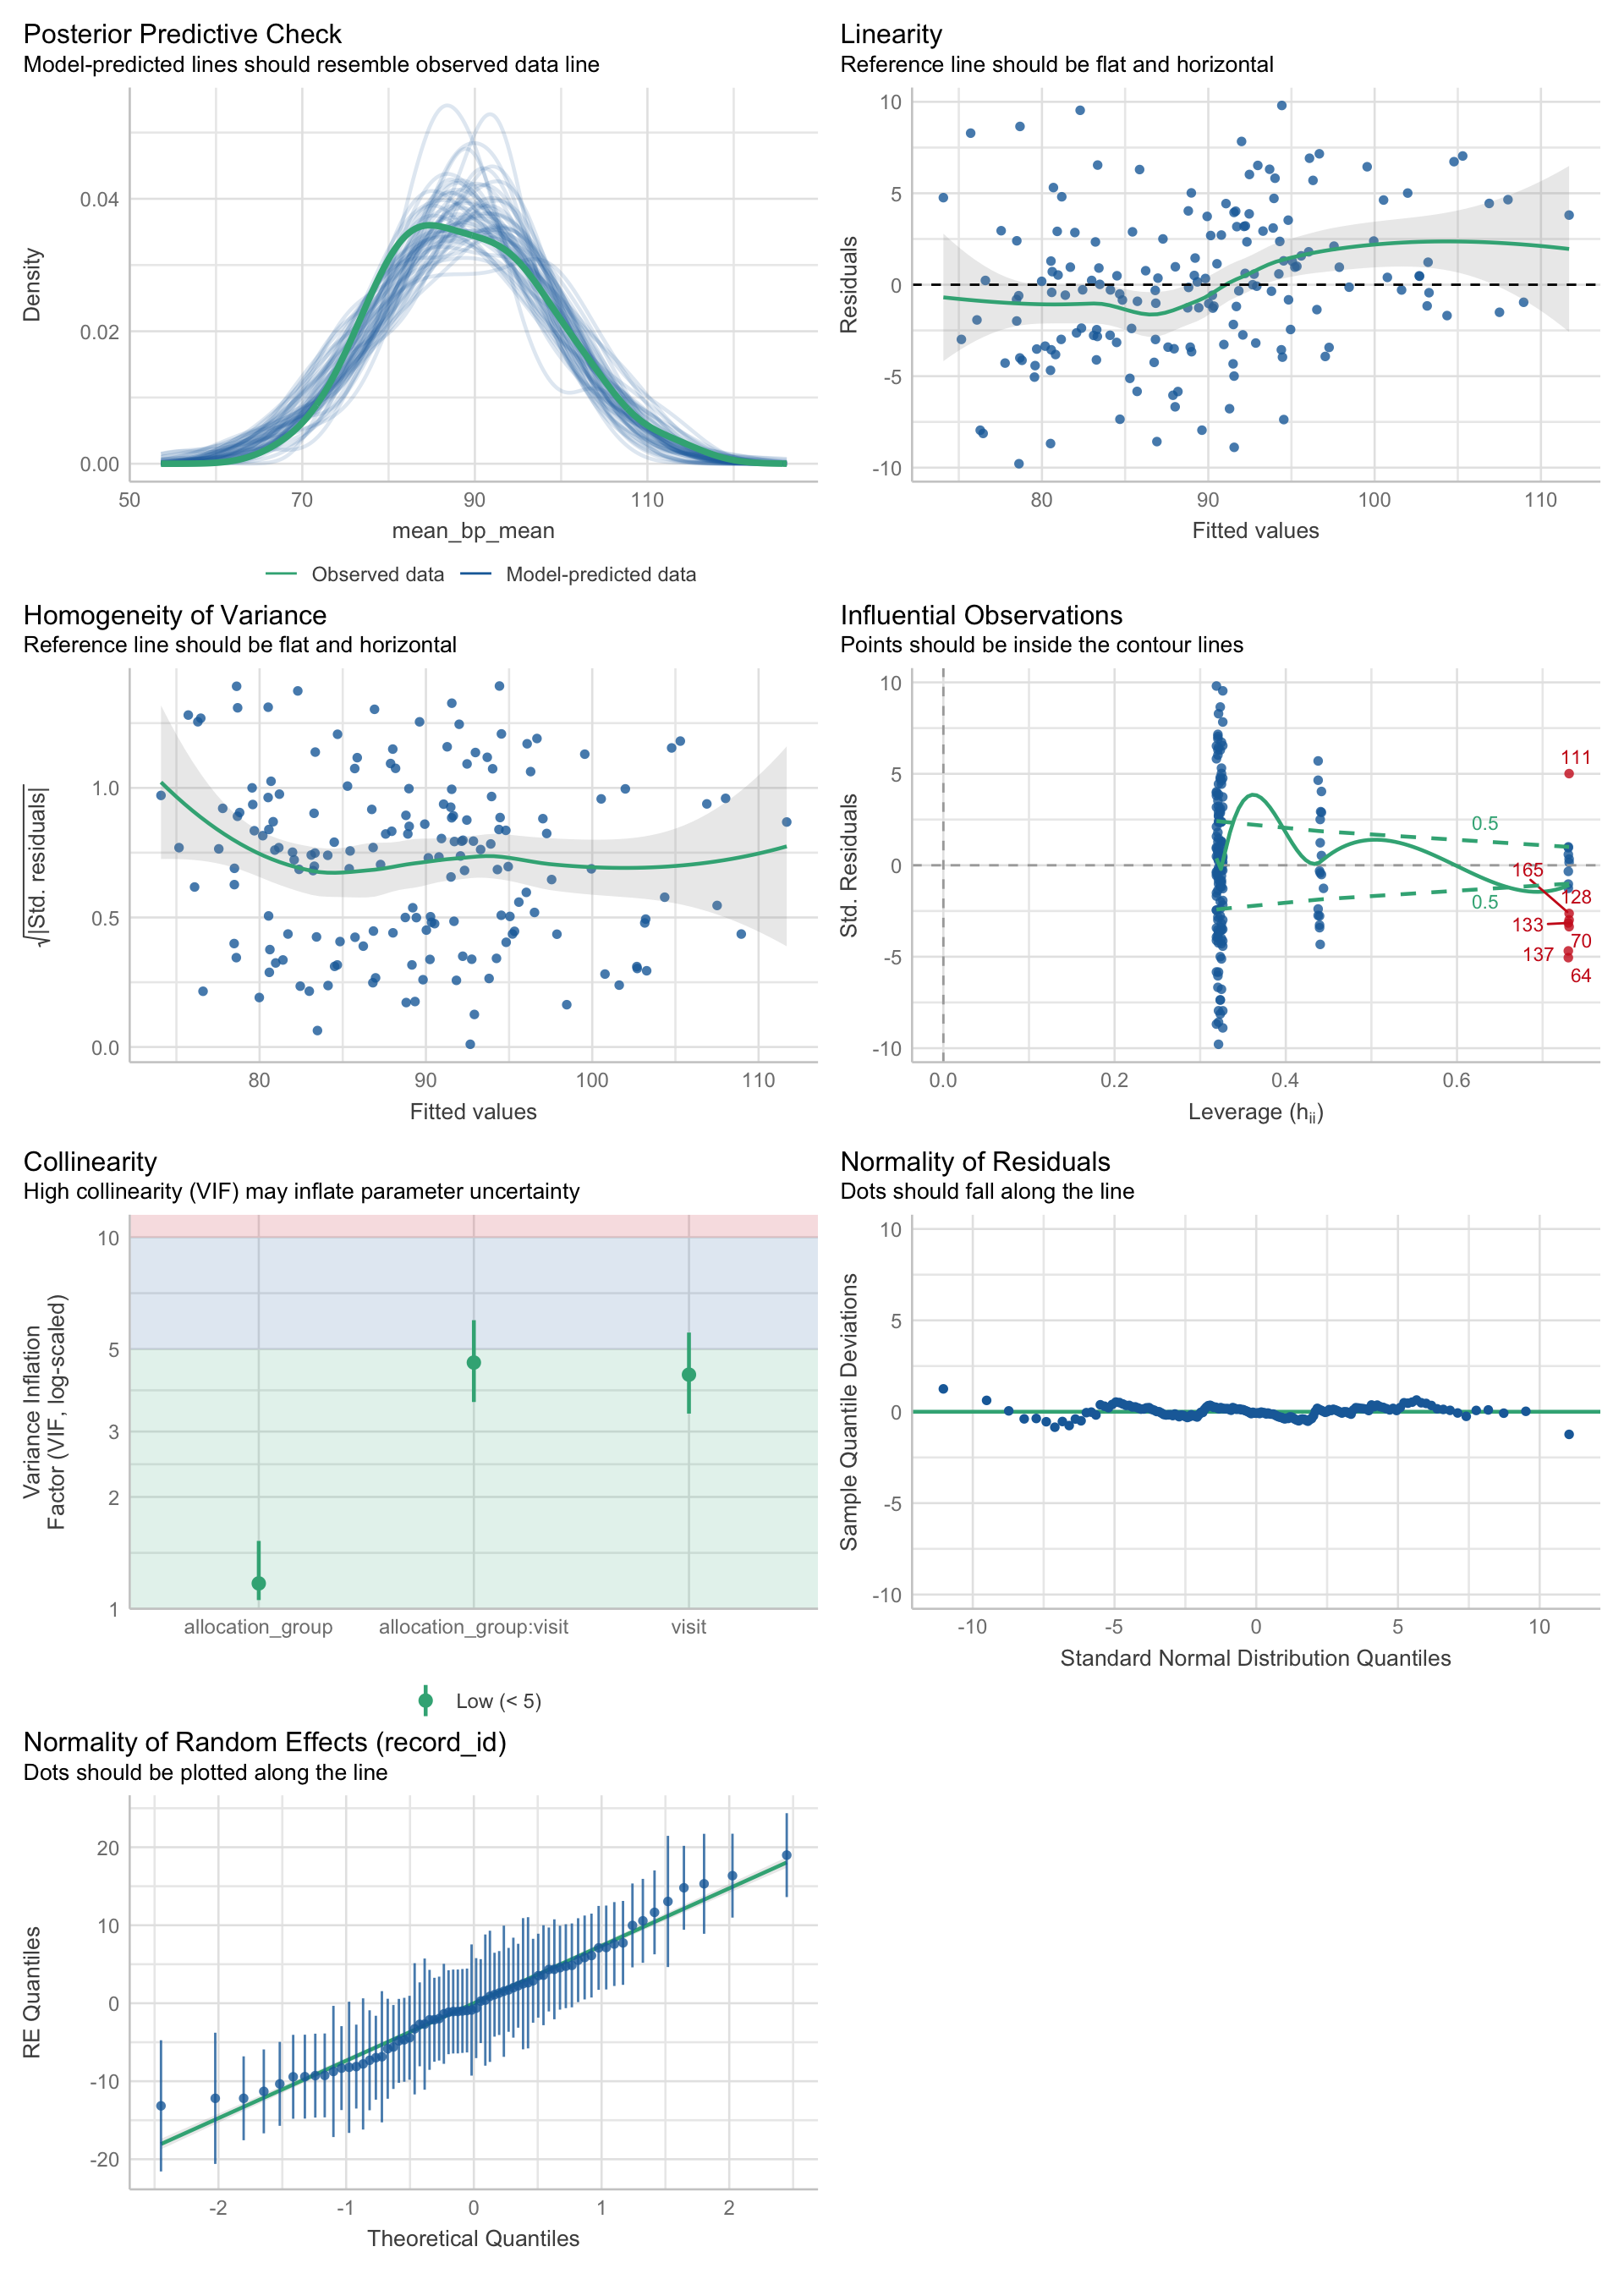 Posterior Predictive Check
Model-predicted lines should resemble observed data line
Density
0.04
0.02
0.00
50 70 90 110
mean_bp_mean
Observed data Model-predicted data
Linearity
Reference line should be flat and horizontal
Residuals
10
5
0
-5
-10
80 90 100 110
Fitted values
Homogeneity of Variance
Reference line should be flat and horizontal
√|Std. residuals|
1.0
0.5
0.0
80 90 100 110
Fitted values
Influential Observations
Points should be inside the contour lines
Std. Residuals
10
5
0
-5
-10
111
0.5
165
128
0.5
133
70
137
64
0.0 0.2 0.4 0.6
Leverage (hii)
Collinearity
High collinearity (VIF) may inflate parameter uncertainty
Variance Inflation
Factor (VIF, log-scaled)
10
5
3
2
1
allocation_group allocation_group:visit visit
Low (< 5)
Normality of Residuals
Dots should fall along the line
Sample Quantile Deviations
10
5
0
-5
-10
-10 -5 0 5 10
Standard Normal Distribution Quantiles
Normality of Random Effects (record_id)
Dots should be plotted along the line
RE Quantiles
20
10
0
-10
-20
-2 -1 0 1 2
Theoretical Quantiles